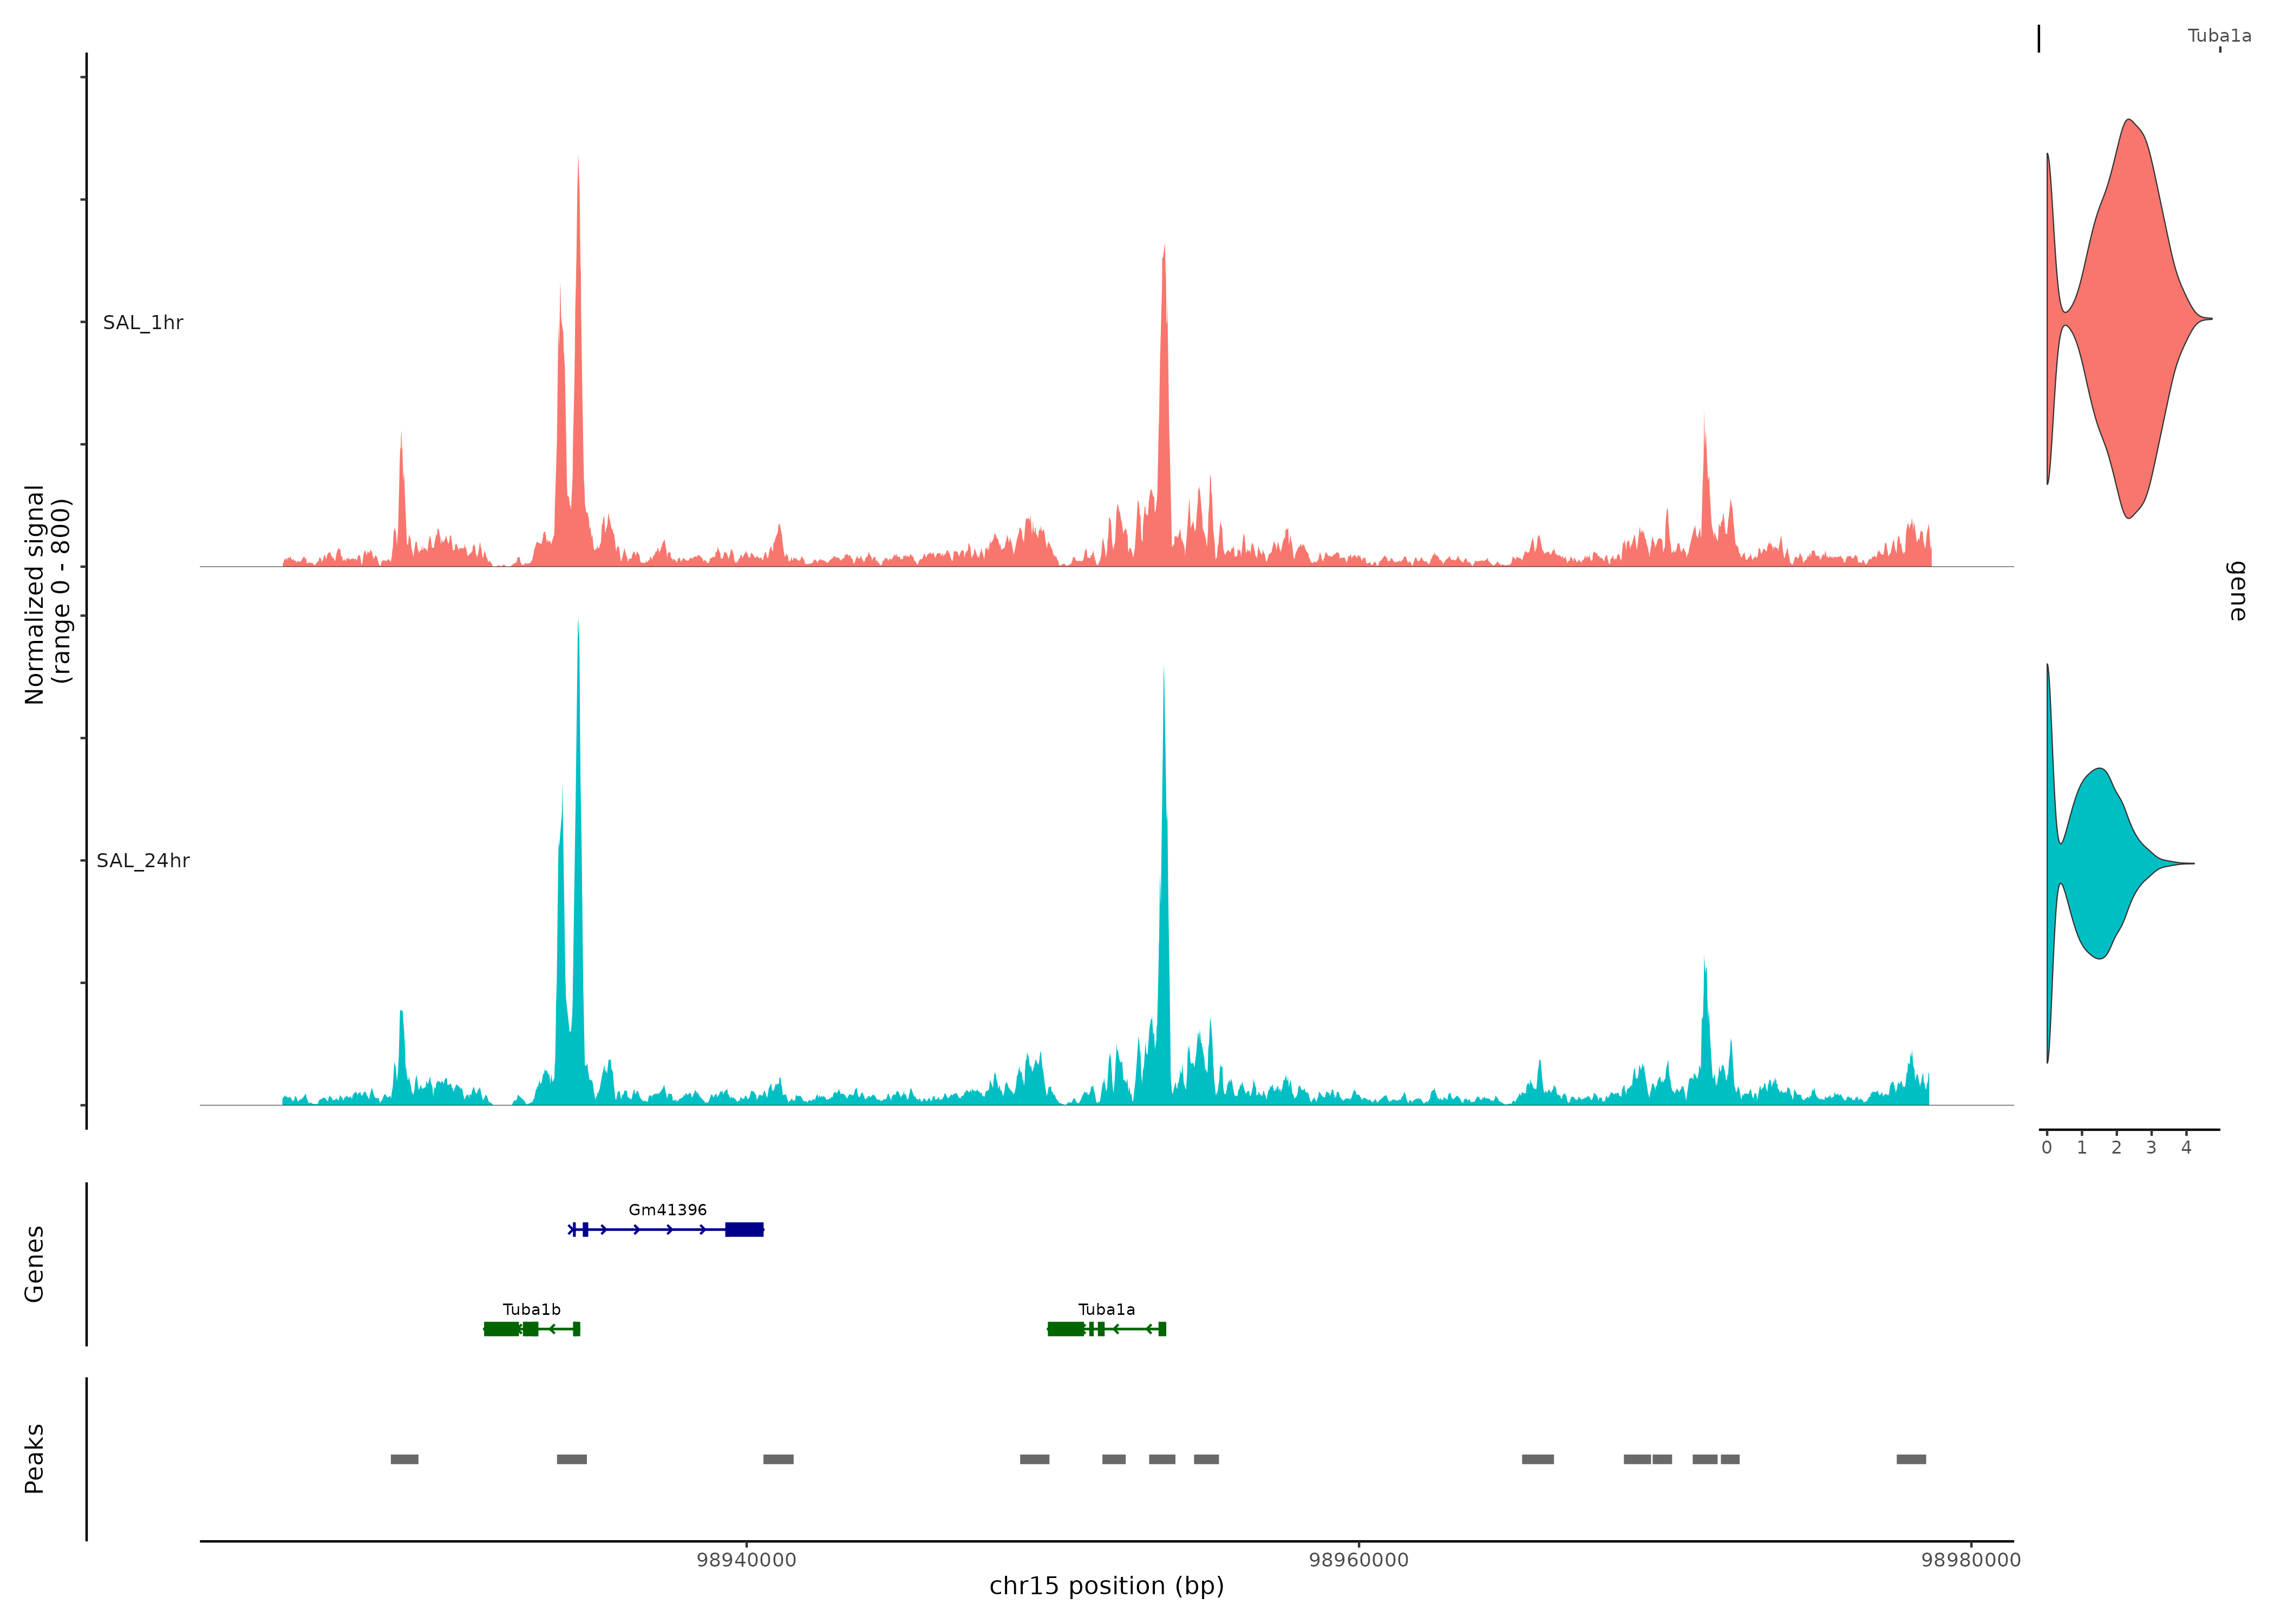 Tuba1a
SAL_1hr
Normalized signal
(range 0 - 800)
gene
SAL_24hr
0 1 2 3 4
Genes
Gm41396
Tuba1b
Tuba1a
Peaks
98940000 98960000 98980000
chr15 position (bp)